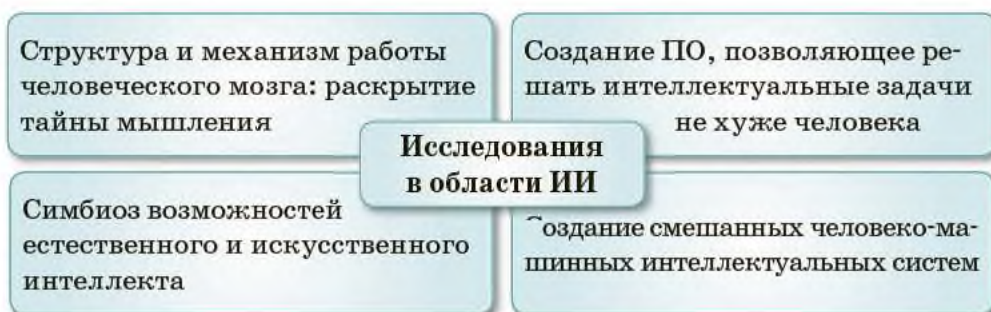 Структура и механизм работы
человеческого мозга: раскрытие
тайны мышления
Создание ПО, позволяющее ре-
шать интеллектуальные задачи
не хуже человека
Исследования
в области ИИ
Симбиоз возможностей
естественного и искусственного
интеллекта
Создание смешанных человеко-ма-
шинных интеллектуальных систем